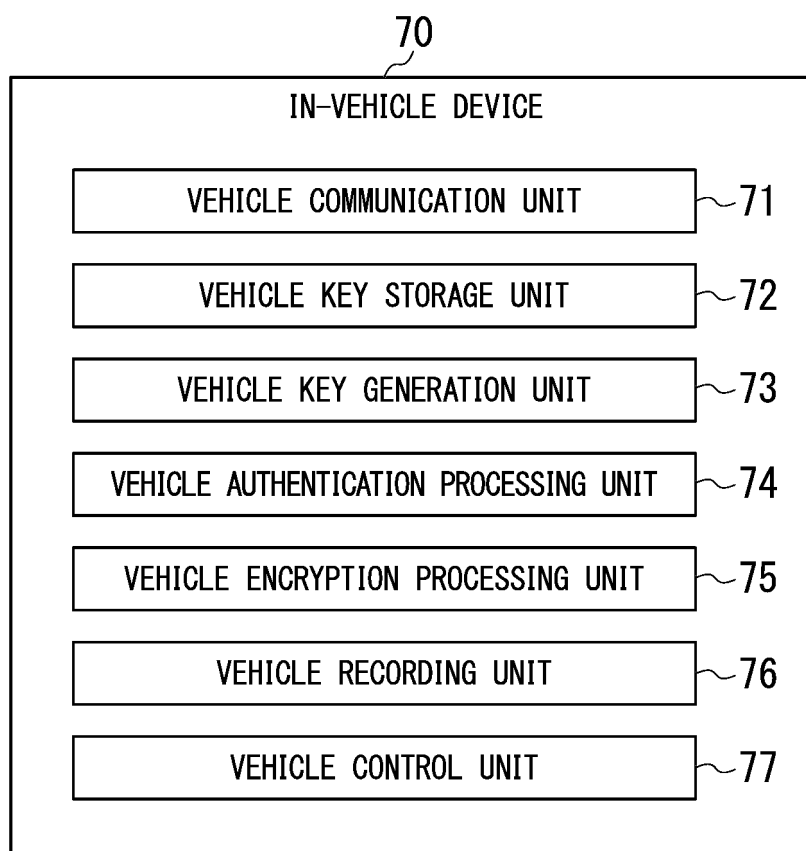 70
IN-VEHICLE DEVICE
VEHICLE COMMUNICATION UNIT 71
VEHICLE KEY STORAGE UNIT 72
VEHICLE KEY GENERATION UNIT 73
VEHICLE AUTHENTICATION PROCESSING UNIT 74
VEHICLE ENCRYPTION PROCESSING UNIT 75
VEHICLE RECORDING UNIT 76
VEHICLE CONTROL UNIT 77